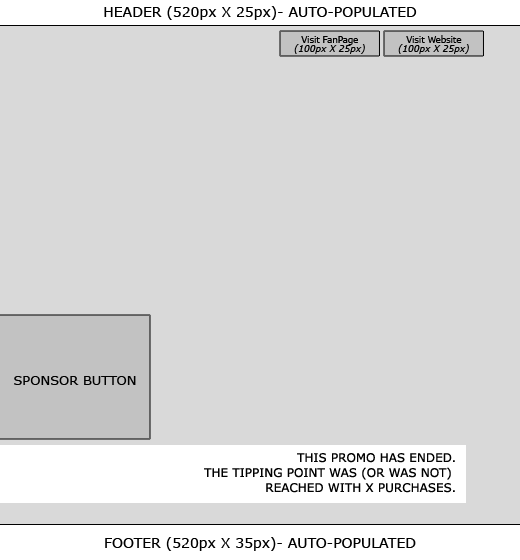 HEADER (520px X 25px)- AUTO-POPULATED
Visit FanPage
(100px X 25px)
Visit Website
(100px X 25px)
SPONSOR BUTTON
THIS PROMO HAS ENDED.
THE TIPPING POINT WAS (OR WAS NOT)
REACHED WITH X PURCHASES.
FOOTER (520px X 35px)- AUTO-POPULATED